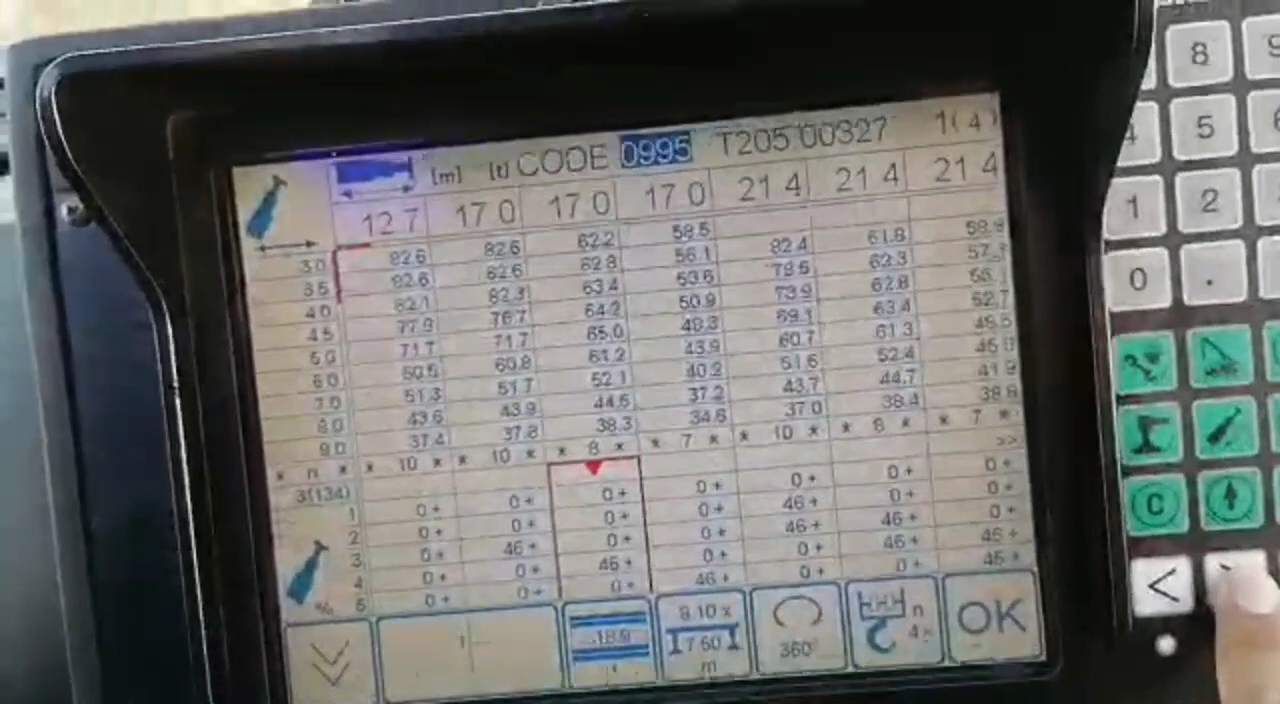 [m] [t] CODE 0995 T205 00327 1(4)
12.7 17.0 17.0 17.0 21.4 21.4 21.4
3.0 82.6 82.6 62.2 58.5
3.5 82.6 82.6 62.8 56.1 82.4 61.8
4.0 82.1 82.3 63.4 53.6 62.3
4.5 77.9 76.7 64.2 50.9 73.9 62.8
5.0 71.7 71.7 65.0 69.1 63.4
6.0 60.8 61.2 43.9 60.7 61.3
7.0 51.3 51.7 52.1 40.2 51.6 52.4
8.0 43.6 43.9 44.6 37.2 43.7 44.7
9.0 37.4 37.8 38.3 34.6 37.0 38.4
* n * * 10 * * 10 * * 8 * * 7 * * 10 * * 8 * * 7 *
3(134) >>
1 0+ 0+ 0+ 0+ 0+ 0+ 0+
2 0+ 0+ 0+ 0+ 46+ 0+ 0+
3 0+ 46+ 0+ 0+ 46+ 46+
4 0+ 0+ 46+ 0+ 0+ 46+ 46+
5 0+ 0+ 0+ 46+ 0+ 0+ 46+
%
9.10 x
7.60
m
360°
n
4x
OK
8 9
4 5
1 2
0 .
C
<